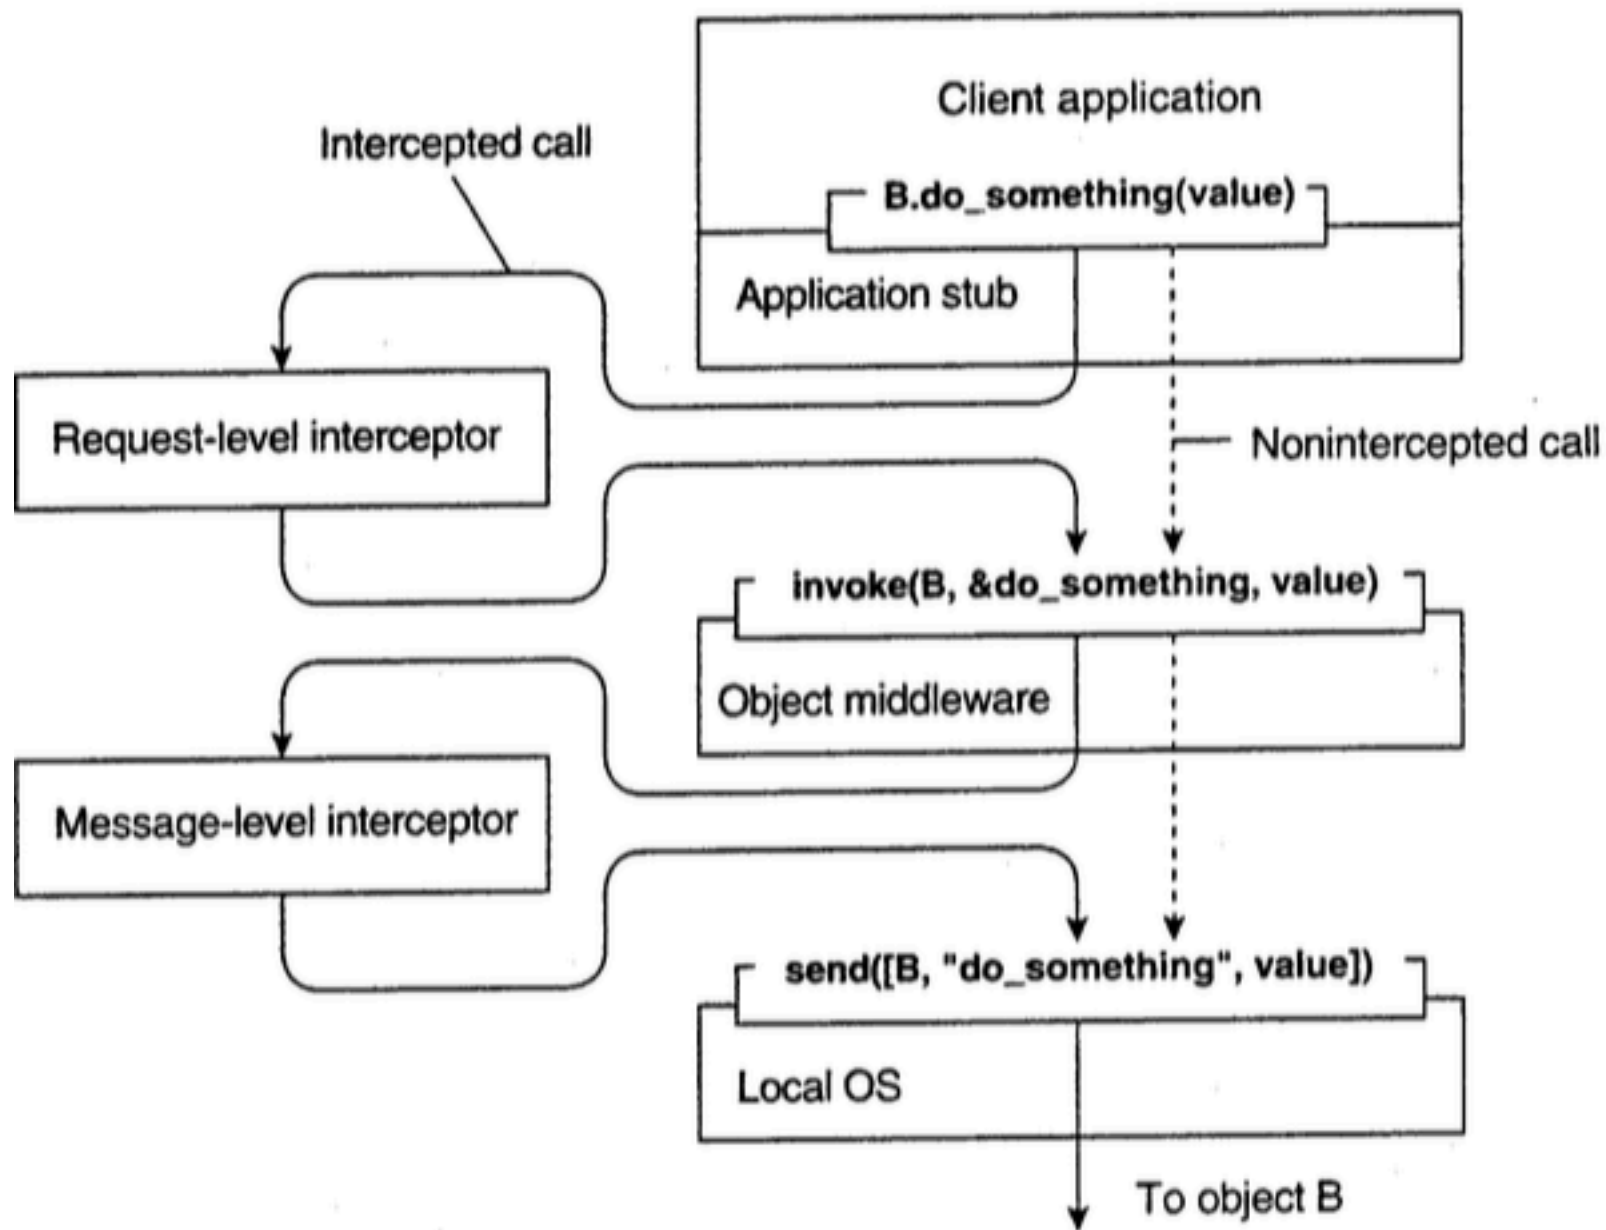 Client application
Intercepted call
B.do_something(value)
Application stub
Request-level interceptor
Nonintercepted call
invoke(B, &do_something, value)
Object middleware
Message-level interceptor
send([B, "do_something", value])
Local OS
To object B